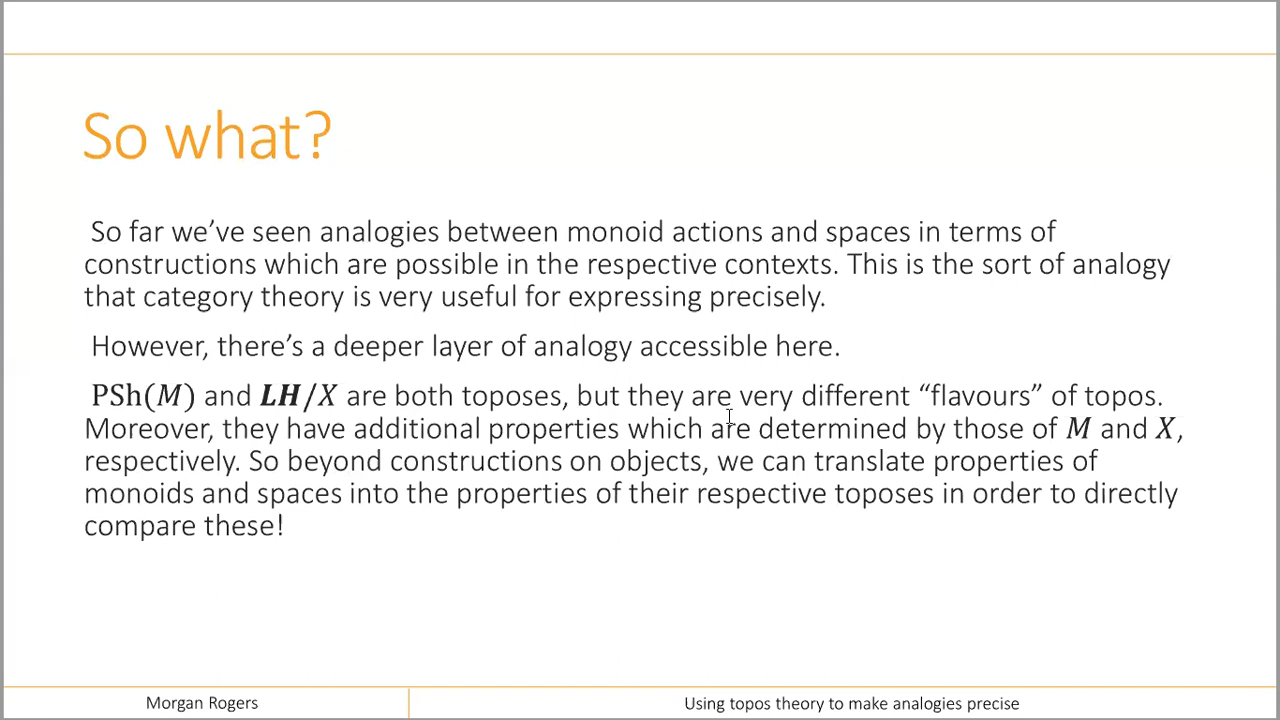 So what?
So far we’ve seen analogies between monoid actions and spaces in terms of
constructions which are possible in the respective contexts. This is the sort of analogy
that category theory is very useful for expressing precisely.
However, there’s a deeper layer of analogy accessible here.
PSh(M) and LH/X are both toposes, but they are very different “flavours” of topos.
Moreover, they have additional properties which are determined by those of M and X,
respectively. So beyond constructions on objects, we can translate properties of
monoids and spaces into the properties of their respective toposes in order to directly
compare these!
Morgan Rogers
Using topos theory to make analogies precise